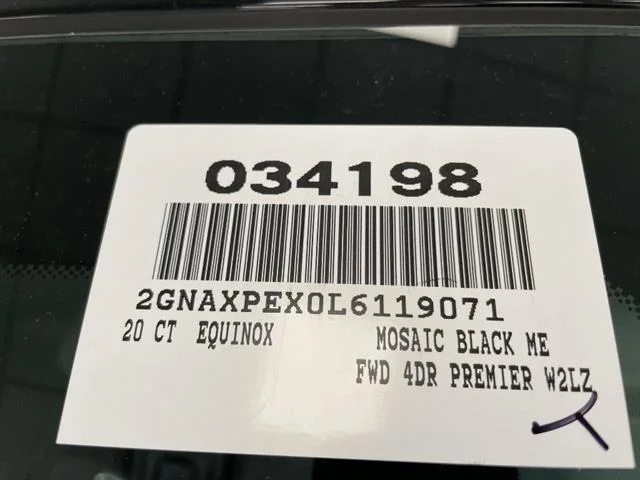 034198
2GNAXPEX0L6119071
20 CT EQUINOX MOSAIC BLACK ME
FWD 4DR PREMIER W2LZ